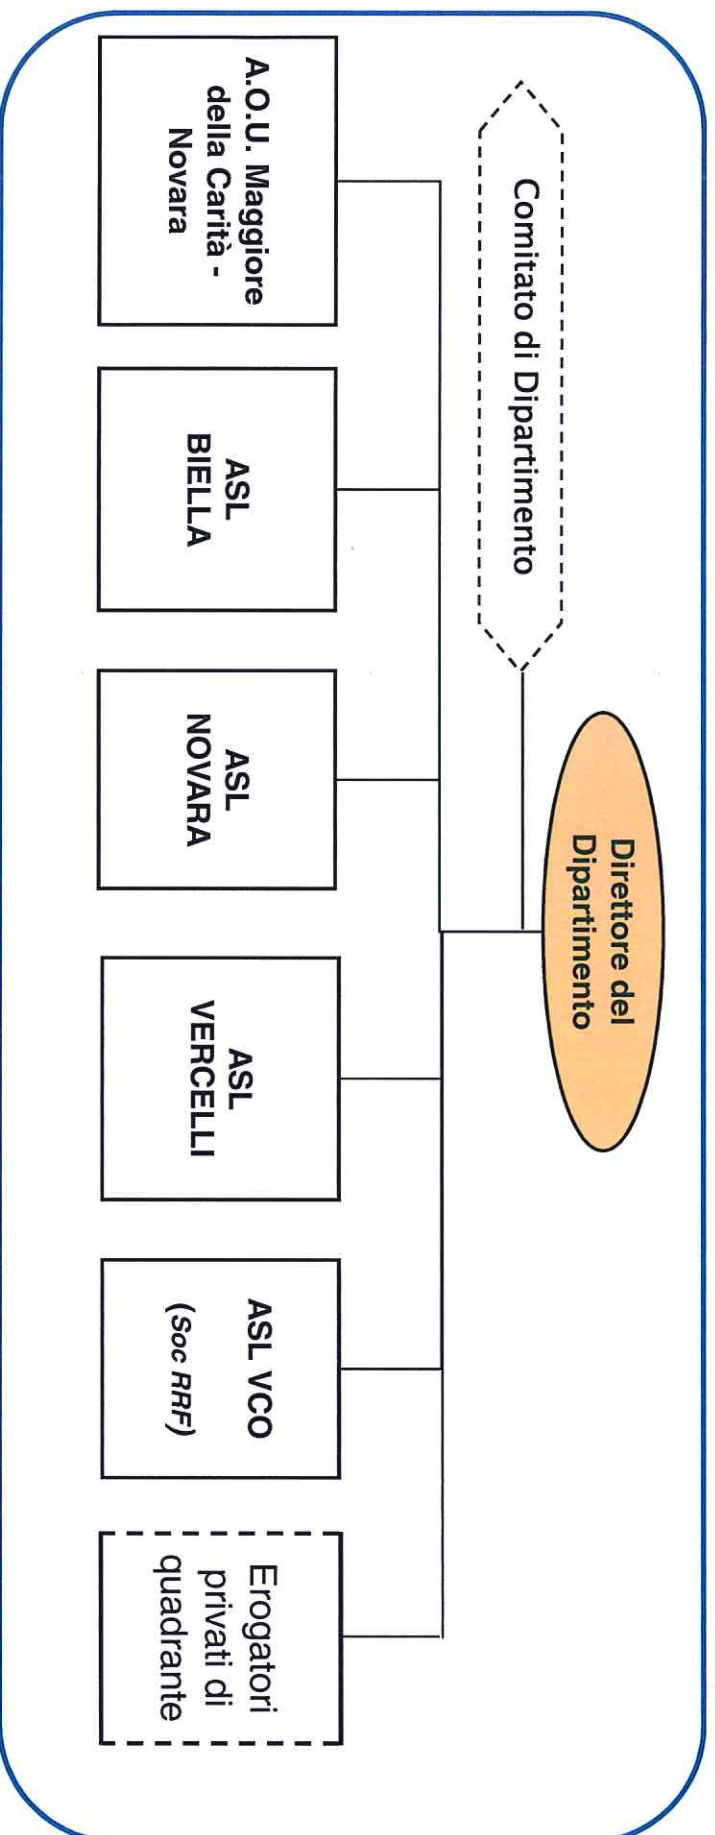 Direttore del
Dipartimento
Comitato di Dipartimento
A.O.U. Maggiore
della Carità -
Novara
ASL
BIELLA
ASL
NOVARA
ASL
VERCELLI
ASL VCO
(Soc RRF)
Erogatori
privati di
quadrante